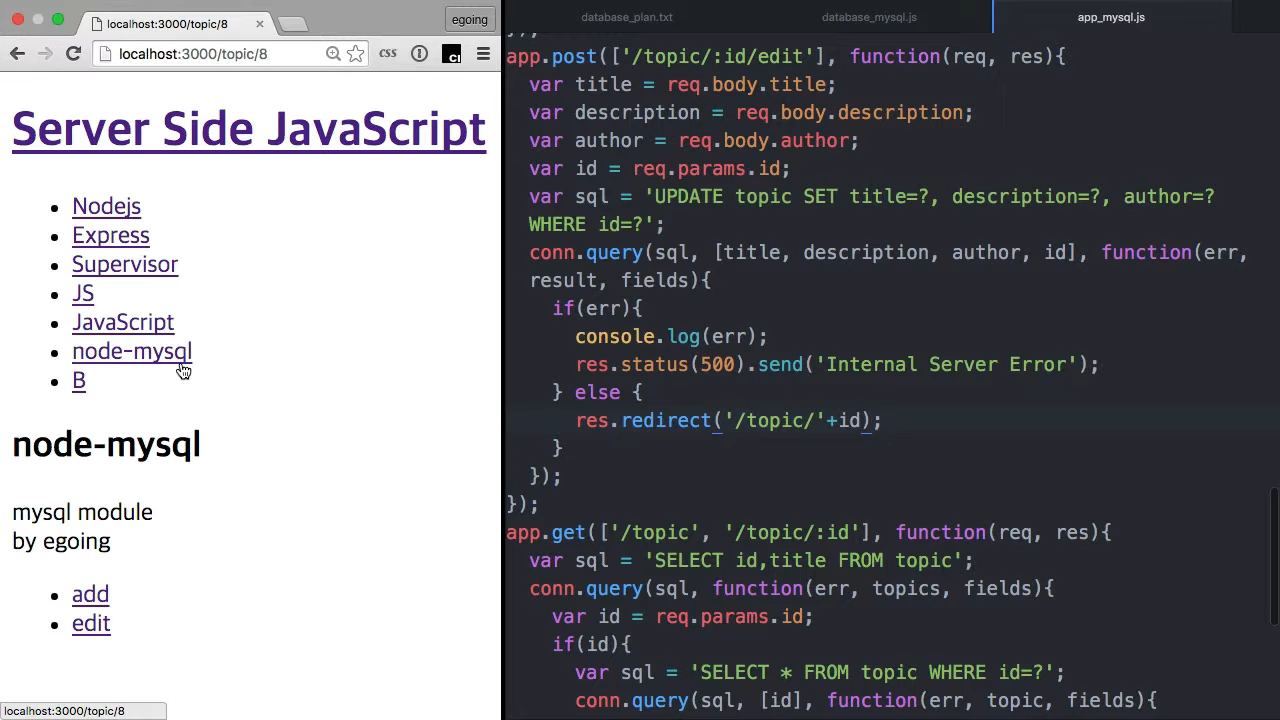 localhost:3000/topic/8
egoing
localhost:3000/topic/8
css
Server Side JavaScript
Nodejs
Express
Supervisor
JS
JavaScript
node-mysql
B
node-mysql
mysql module
by egoing
add
edit
localhost:3000/topic/8
database_plan.txt
database_mysql.js
app_mysql.js
});
app.post(['/topic/:id/edit'], function(req, res){
var title = req.body.title;
var description = req.body.description;
var author = req.body.author;
var id = req.params.id;
var sql = 'UPDATE topic SET title=?, description=?, author=?
WHERE id=?';
conn.query(sql, [title, description, author, id], function(err,
result, fields){
if(err){
console.log(err);
res.status(500).send('Internal Server Error');
} else {
res.redirect('/topic/'+id);
}
});
});
app.get(['/topic', '/topic/:id'], function(req, res){
var sql = 'SELECT id,title FROM topic';
conn.query(sql, function(err, topics, fields){
var id = req.params.id;
if(id){
var sql = 'SELECT * FROM topic WHERE id=?';
conn.query(sql, [id], function(err, topic, fields){